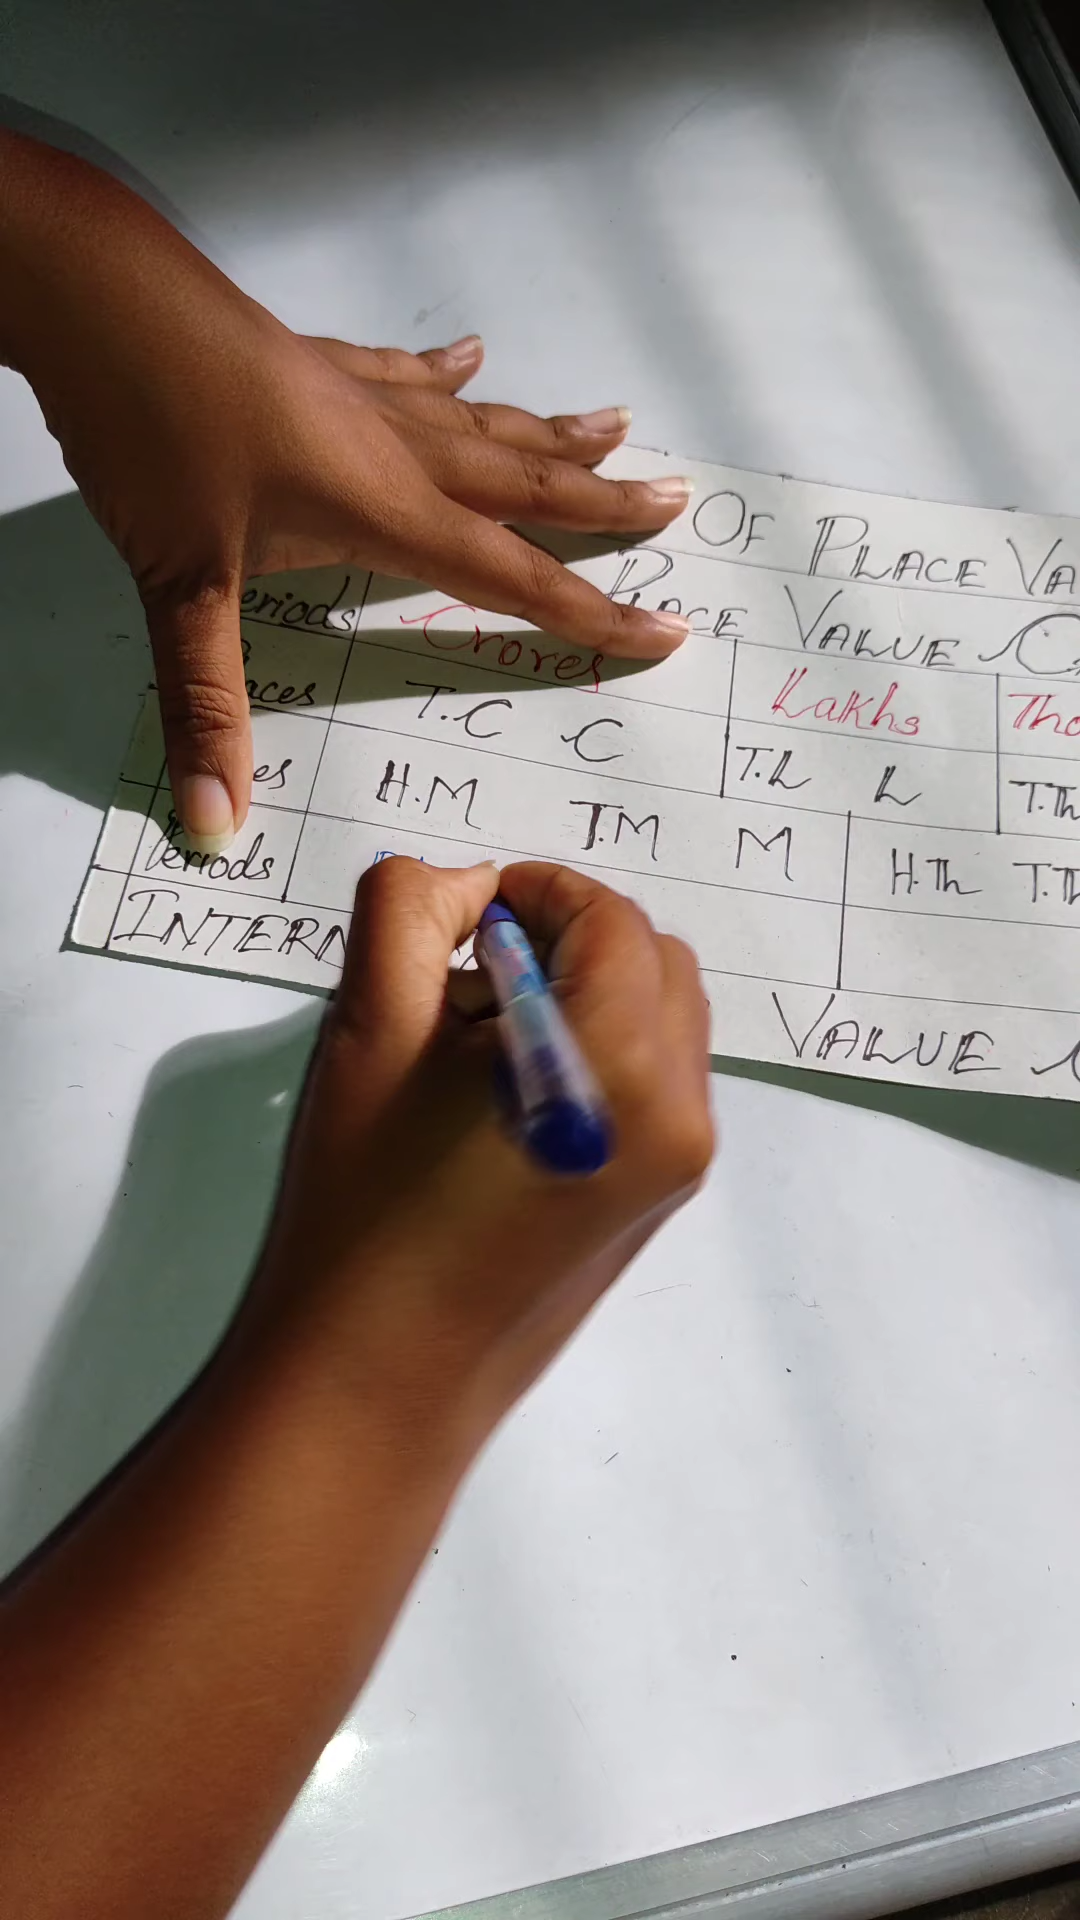 OF PLACE VA
PLACE VALUE C
eriods Crores Lakhs Tho
aces T.C C T.L L T.Th
es H.M T.M M H.Th T.Th
Periods
INTERN
VALUE